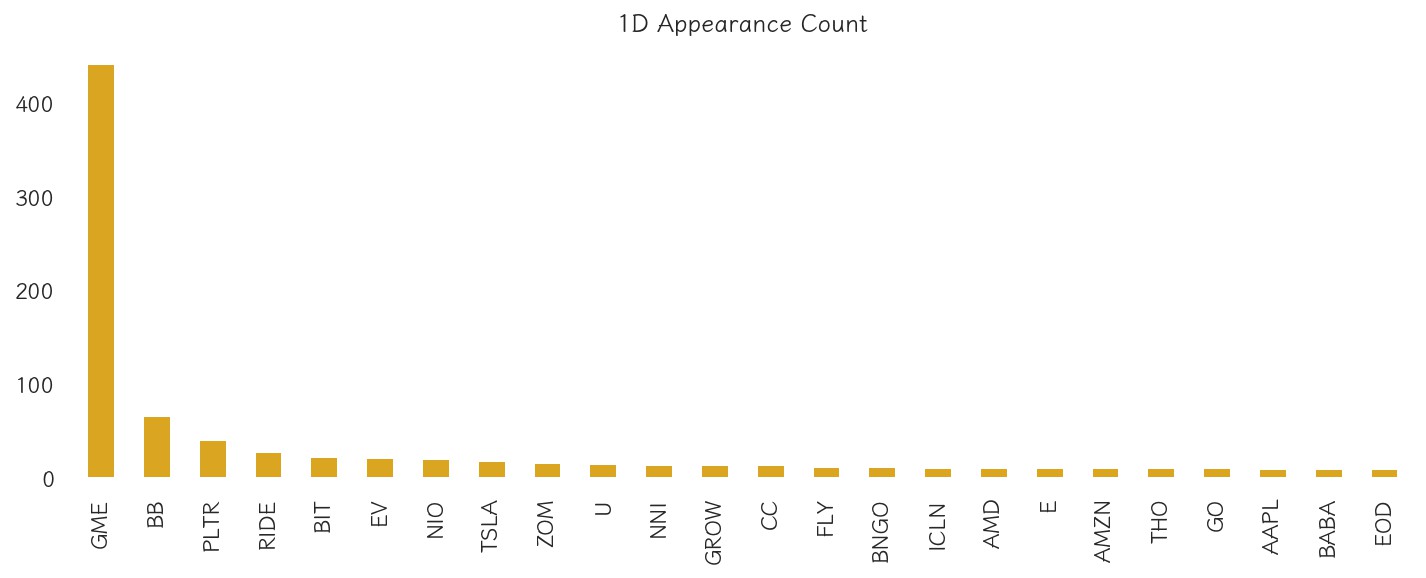 1D Appearance Count
400
300
200
100
0
GME
BB
PLTR
RIDE
BIT
EV
NIO
TSLA
ZOM
U
NNI
GROW
CC
FLY
BNGO
ICLN
AMD
E
AMZN
THO
GO
AAPL
BABA
EOD